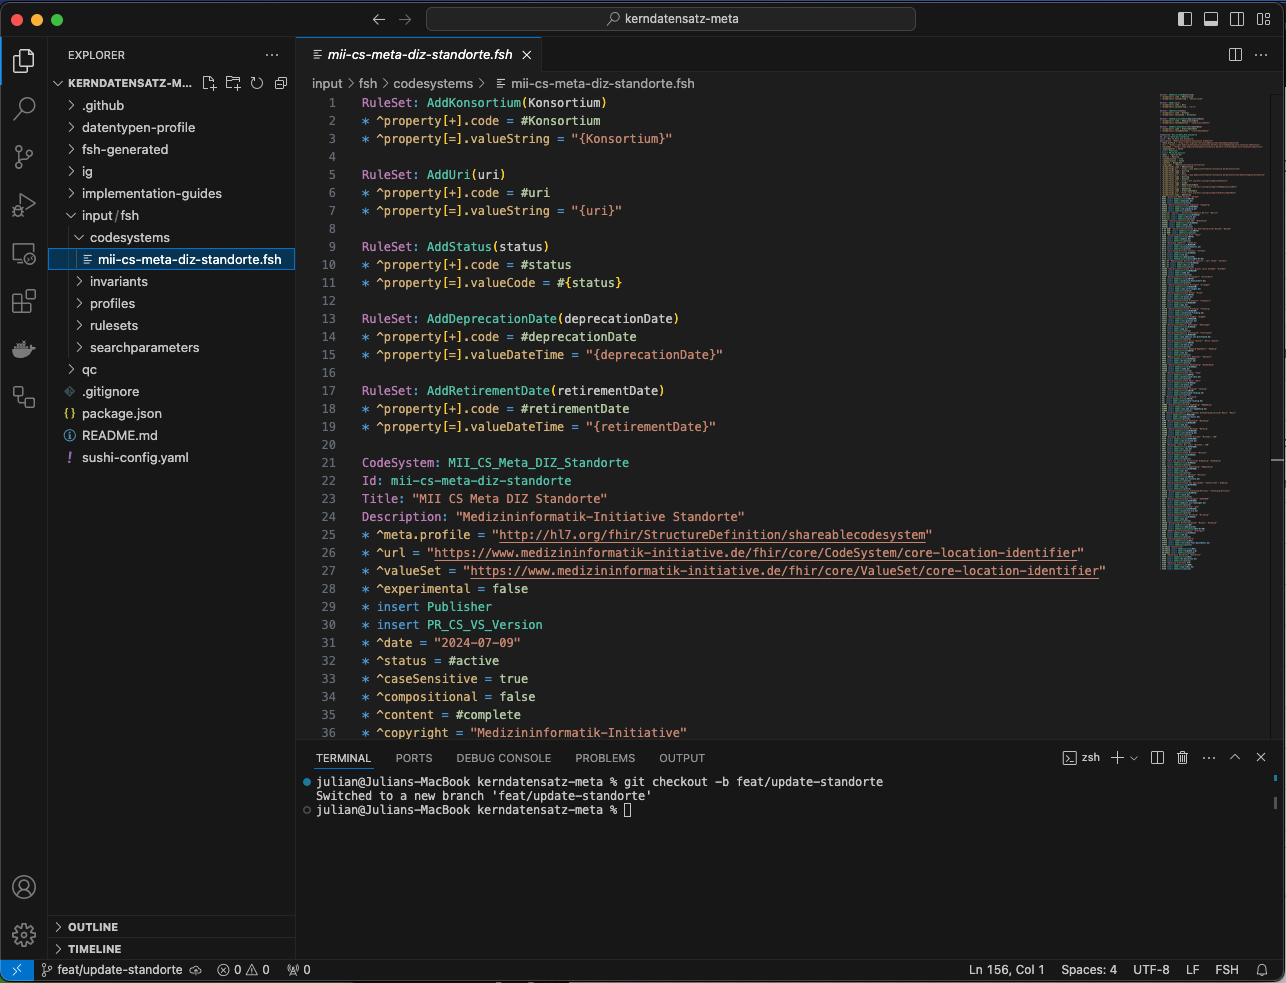 kerndatensatz-meta
EXPLORER
KERNDATENSATZ-M...
.github
datentypen-profile
fsh-generated
ig
implementation-guides
input/fsh
codesystems
mii-cs-meta-diz-standorte.fsh
invariants
profiles
rulesets
searchparameters
qc
.gitignore
package.json
README.md
sushi-config.yaml
OUTLINE
TIMELINE
mii-cs-meta-diz-standorte.fsh
input > fsh > codesystems > mii-cs-meta-diz-standorte.fsh
1 RuleSet: AddKonsortium(Konsortium)
2 * ^property[+].code = #Konsortium
3 * ^property[=].valueString = "{Konsortium}"
4
5 RuleSet: AddUri(uri)
6 * ^property[+].code = #uri
7 * ^property[=].valueString = "{uri}"
8
9 RuleSet: AddStatus(status)
10 * ^property[+].code = #status
11 * ^property[=].valueCode = #{status}
12
13 RuleSet: AddDeprecationDate(deprecationDate)
14 * ^property[+].code = #deprecationDate
15 * ^property[=].valueDateTime = "{deprecationDate}"
16
17 RuleSet: AddRetirementDate(retirementDate)
18 * ^property[+].code = #retirementDate
19 * ^property[=].valueDateTime = "{retirementDate}"
20
21 CodeSystem: MII_CS_Meta_DIZ_Standorte
22 Id: mii-cs-meta-diz-standorte
23 Title: "MII CS Meta DIZ Standorte"
24 Description: "Medizininformatik-Initiative Standorte"
25 * ^meta.profile = "http://hl7.org/fhir/StructureDefinition/shareablecodesystem"
26 * ^url = "https://www.medizininformatik-initiative.de/fhir/core/CodeSystem/core-location-identifier"
27 * ^valueSet = "https://www.medizininformatik-initiative.de/fhir/core/ValueSet/core-location-identifier"
28 * ^experimental = false
29 * insert Publisher
30 * insert PR_CS_VS_Version
31 * ^date = "2024-07-09"
32 * ^status = #active
33 * ^caseSensitive = true
34 * ^compositional = false
35 * ^content = #complete
36 * ^copyright = "Medizininformatik-Initiative"
TERMINAL PORTS DEBUG CONSOLE PROBLEMS OUTPUT zsh
julian@Julians-MacBook kerndatensatz-meta % git checkout -b feat/update-standorte
Switched to a new branch 'feat/update-standorte'
julian@Julians-MacBook kerndatensatz-meta %
feat/update-standorte 0 0 0 Ln 156, Col 1 Spaces: 4 UTF-8 LF FSH